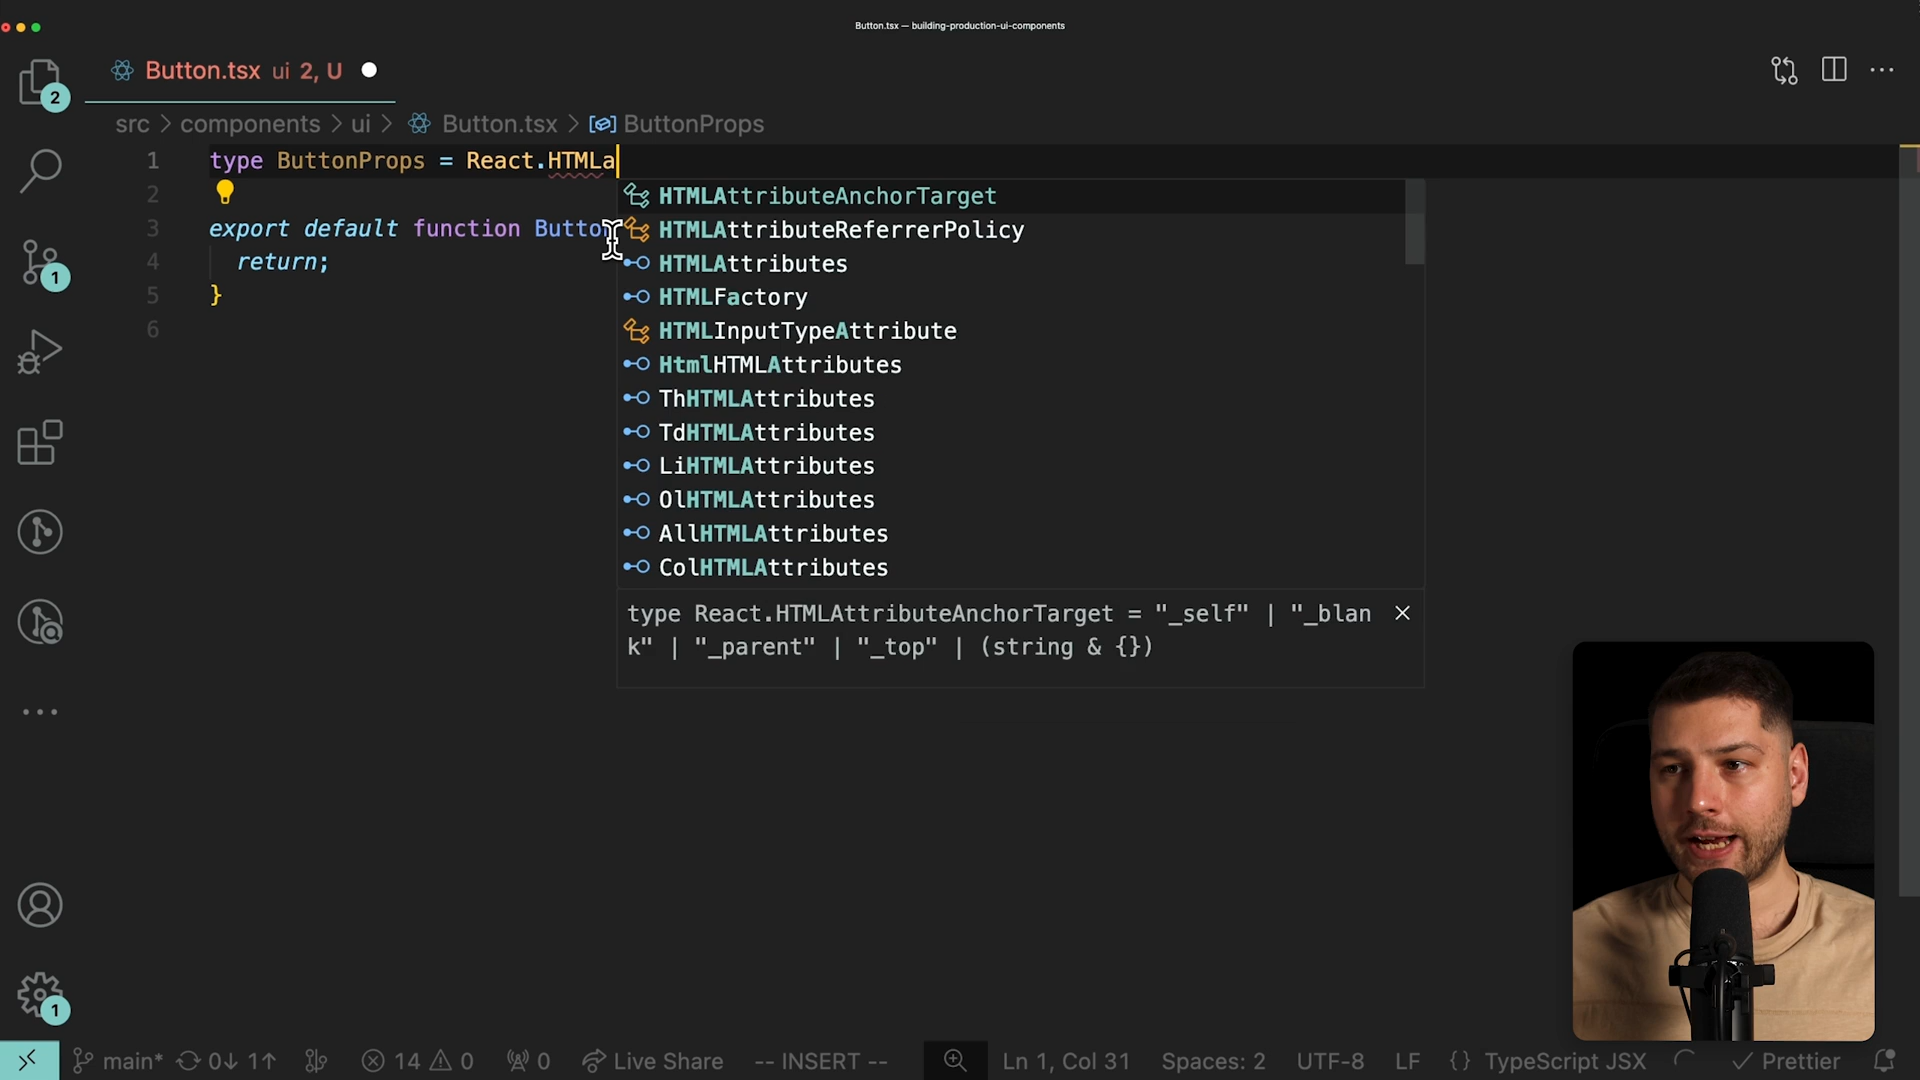 Button.tsx — building-production-ui-components
2
Button.tsx ui 2, U
src > components > ui > Button.tsx > ButtonProps
1 type ButtonProps = React.HTMLa
2
3 export default function Butto
4 return;
5 }
6
HTMLAttributeAnchorTarget
HTMLAttributeReferrerPolicy
HTMLAttributes
HTMLFactory
HTMLInputTypeAttribute
HtmlHTMLAttributes
ThHTMLAttributes
TdHTMLAttributes
LiHTMLAttributes
OlHTMLAttributes
AllHTMLAttributes
ColHTMLAttributes
type React.HTMLAttributeAnchorTarget = "_self" | "_blan
k" | "_parent" | "_top" | (string & {})
1
1
main* 0↓ 1↑ 14 0 0 Live Share -- INSERT -- Ln 1, Col 31 Spaces: 2 UTF-8 LF {} TypeScript JSX Prettier